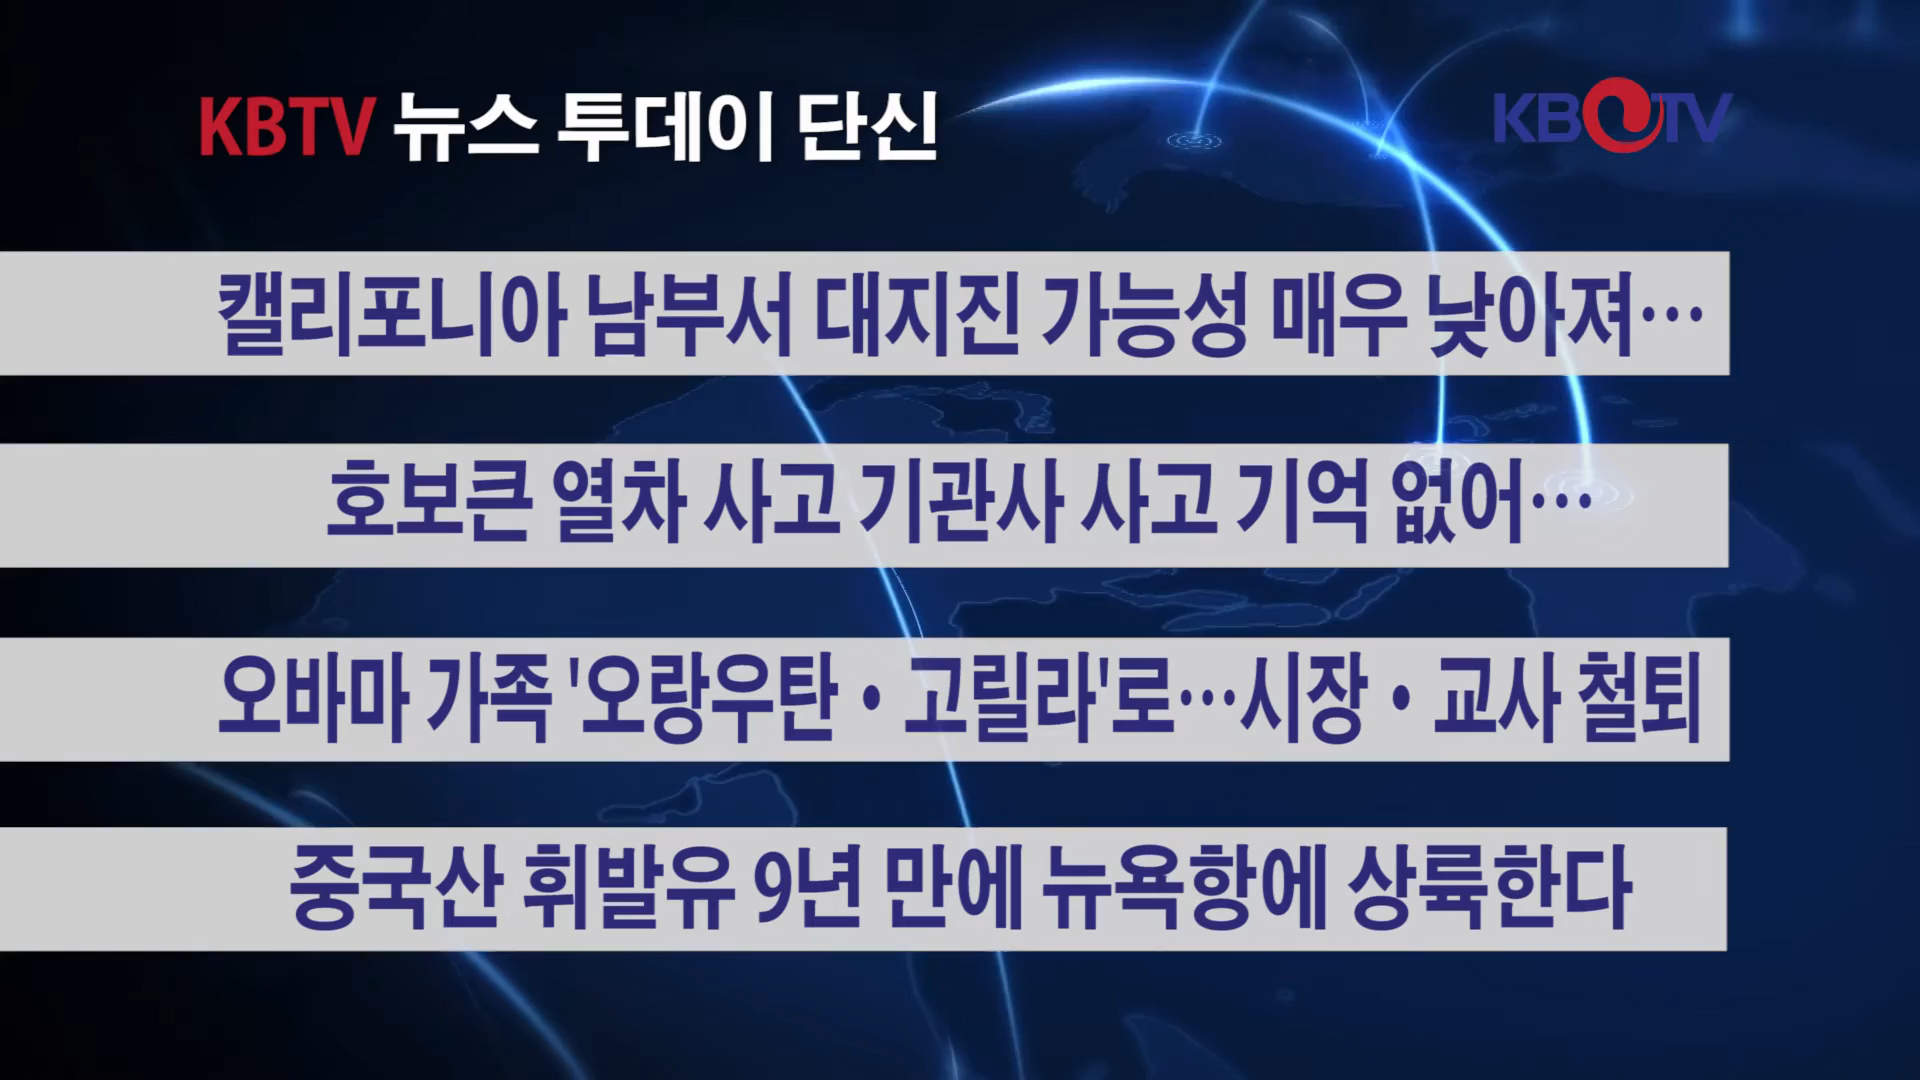 KBTV 뉴스 투데이 단신
KBTV
캘리포니아 남부서 대지진 가능성 매우 낮아져…
호보큰 열차 사고 기관사 사고 기억 없어…
오바마 가족 '오랑우탄・고릴라'로…시장・교사 철퇴
중국산 휘발유 9년 만에 뉴욕항에 상륙한다